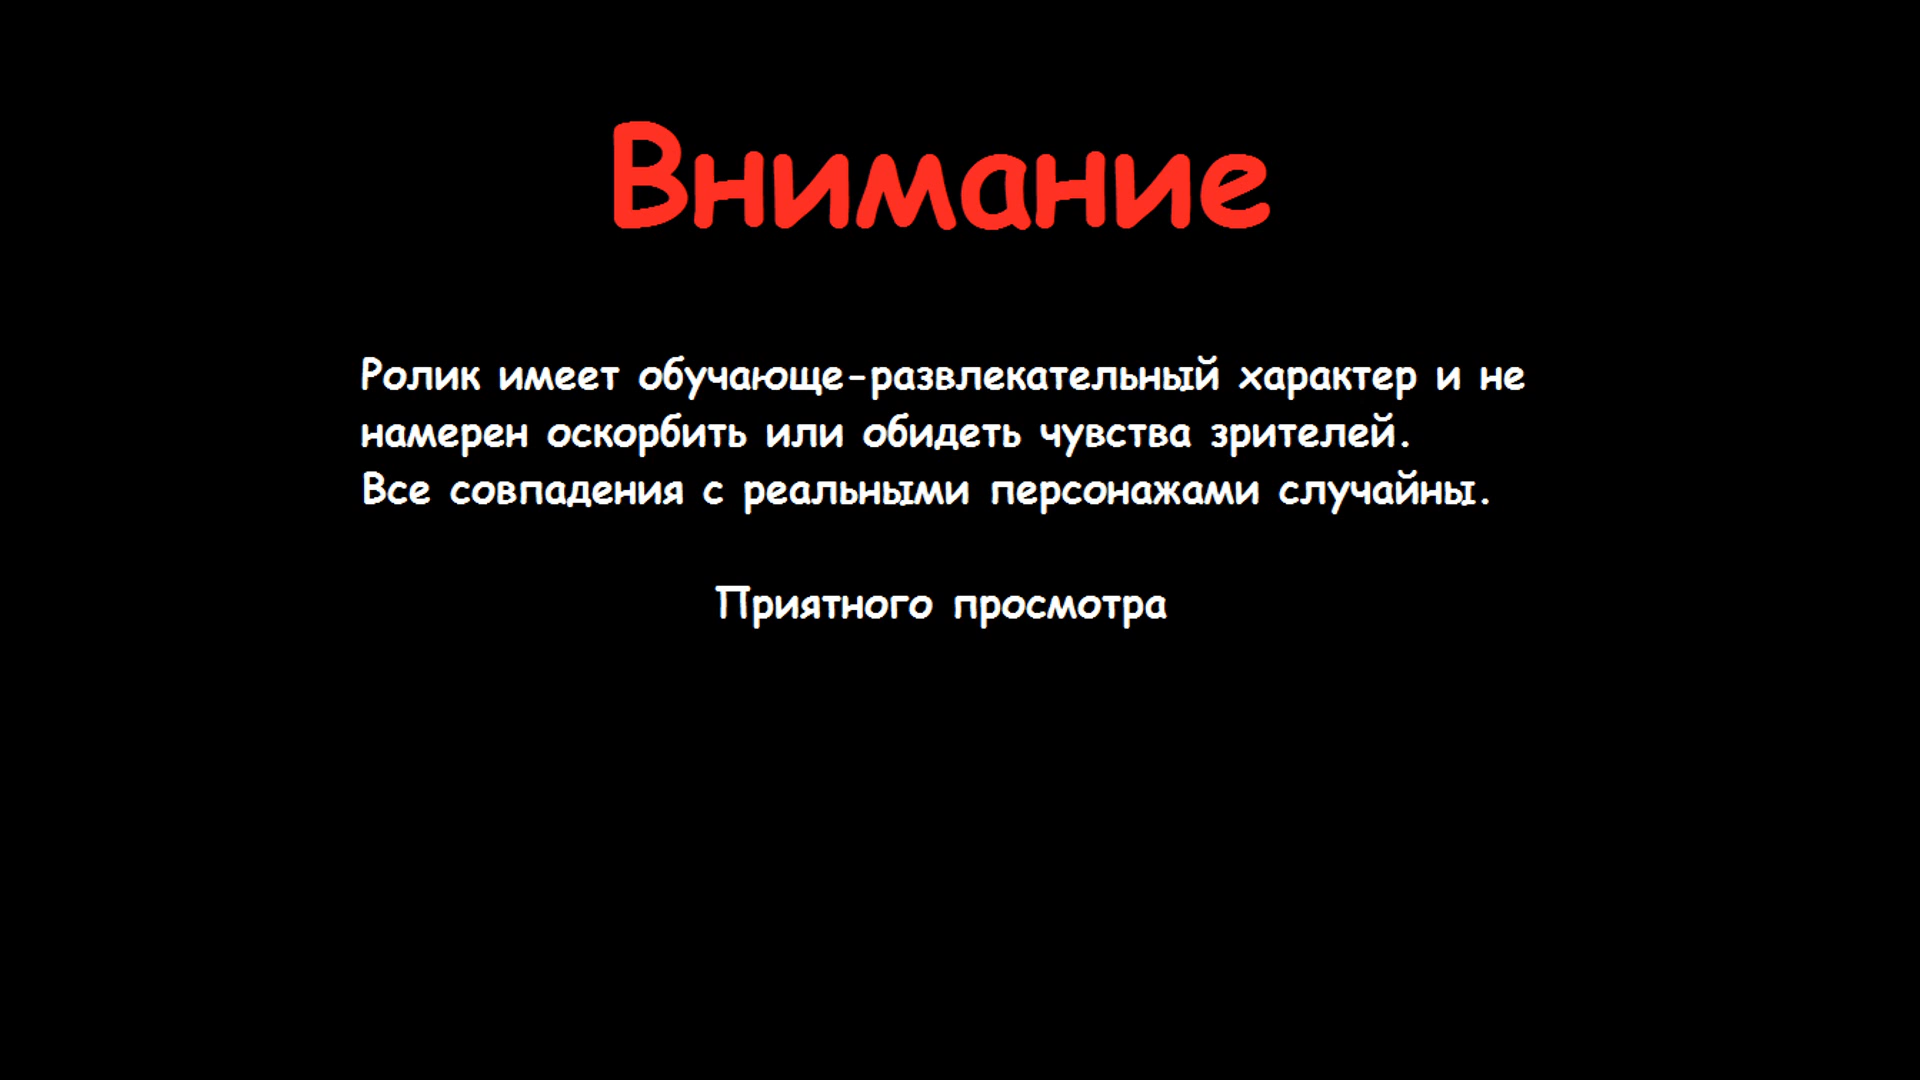 Внимание
Ролик имеет обучающе-развлекательный характер и не
намерен оскорбить или обидеть чувства зрителей.
Все совпадения с реальными персонажами случайны.
Приятного просмотра